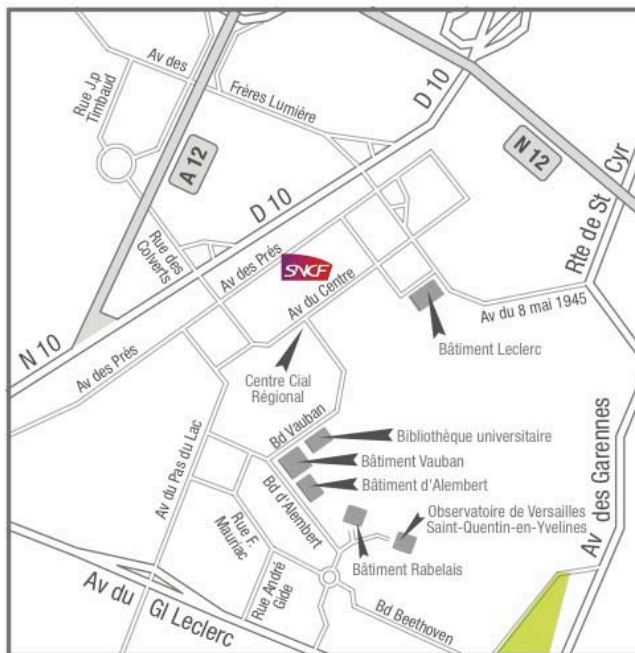 Av des
Frères Lumière
Rue J.p
Timbaud
D 10
A 12
N 12
Rte de St Cyr
D 10
Rue des
Colverts
Av des Prés
SNCF
Av du Centre
Av du 8 mai 1945
Bâtiment Leclerc
N 10
Av des Prés
Centre Cial
Régional
Bd Vauban
Bibliothèque universitaire
Bâtiment Vauban
Bâtiment d'Alembert
Av des Garennes
Av du Pas du Lac
Bd d'Alembert
Observatoire de Versailles
Saint-Quentin-en-Yvelines
Rue F.
Mauriac
Bâtiment Rabelais
Rue André
Gide
Av du Gl Leclerc
Bd Beethoven